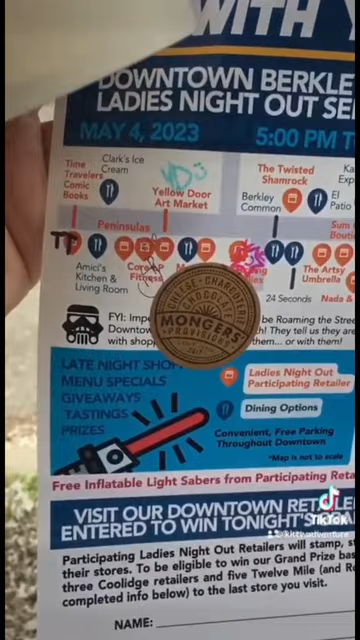 WITH
DOWNTOWN BERKLE
LADIES NIGHT OUT SE
MAY 4, 2023 5:00 PM T
Time Travelers Comic Books
Clark's Ice Cream
YD
Yellow Door Art Market
The Twisted Shamrock
Berkley Common
El Patio
Peninsulas
Sum
TP
Amici's Kitchen & Living Room
Fitness
24 Seconds
The Artsy Umbrella
Nada &
CHEESE • CHARCUTERIE
CHOCOLATE
MONGERS
PROVISIONS
FYI: Impe
be Roaming the Stree
Downtow
h! They tell us they are
with shopp
them... or with them!
LATE NIGHT SHOP
MENU SPECIALS
GIVEAWAYS
TASTINGS
PRIZES
Ladies Night Out
Participating Retailer
Dining Options
Convenient, Free Parking
Throughout Downtown
*Map is not to scale
Free Inflatable Light Sabers from Participating Reta
VISIT OUR DOWNTOWN RETAILE
ENTERED TO WIN TONIGHT'S
TikTok
@kittyadventure
Participating Ladies Night Out Retailers will stamp, s
their stores. To be eligible to win our Grand Prize bas
three Coolidge retailers and five Twelve Mile (and Ro
completed info below) to the last store you visit.
NAME: